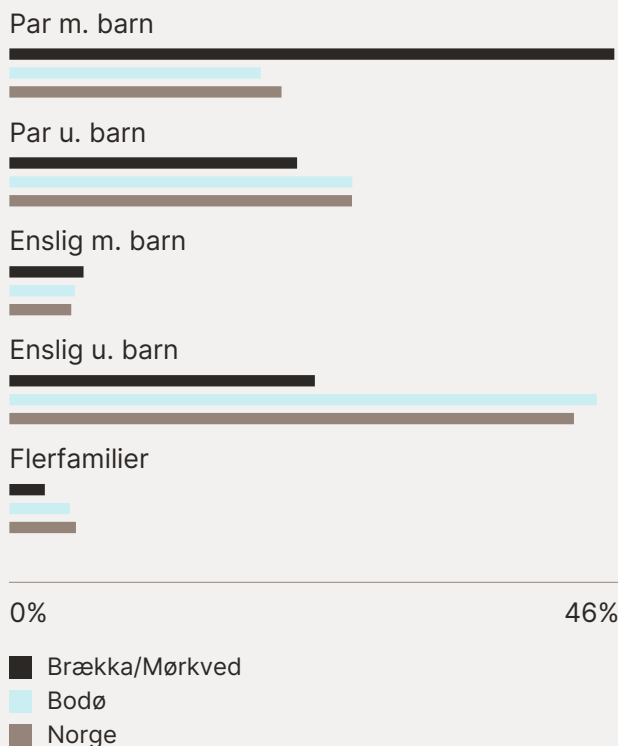 Par m. barn
Par u. barn
Enslig m. barn
Enslig u. barn
Flerfamilier
0% 46%
Brækka/Mørkved
Bodø
Norge